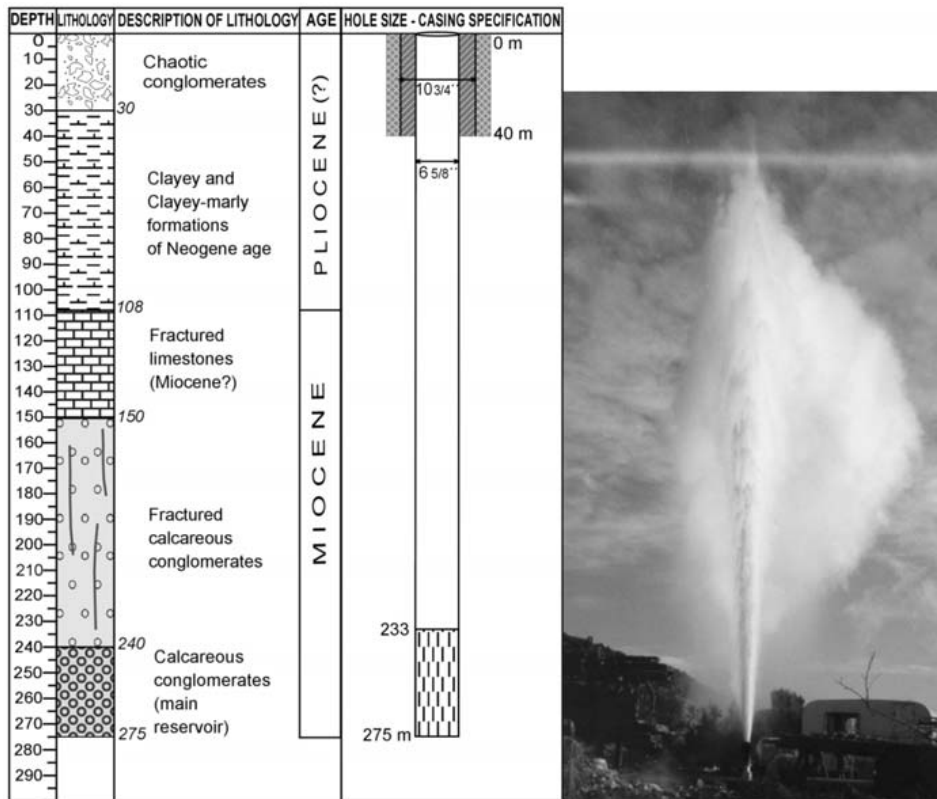 DEPTH LITHOLOGY DESCRIPTION OF LITHOLOGY AGE HOLE SIZE - CASING SPECIFICATION
0
10
20
30
40
50
60
70
80
90
100
110
120
130
140
150
160
170
180
190
200
210
220
230
240
250
260
270
280
290
30
108
150
240
275
Chaotic
conglomerates
Clayey and
Clayey-marly
formations
of Neogene age
Fractured
limestones
(Miocene?)
Fractured
calcareous
conglomerates
Calcareous
conglomerates
(main
reservoir)
PLIOCENE (?)
MIOCENE
0 m
10 3/4´´
40 m
6 5/8´´
233
275 m